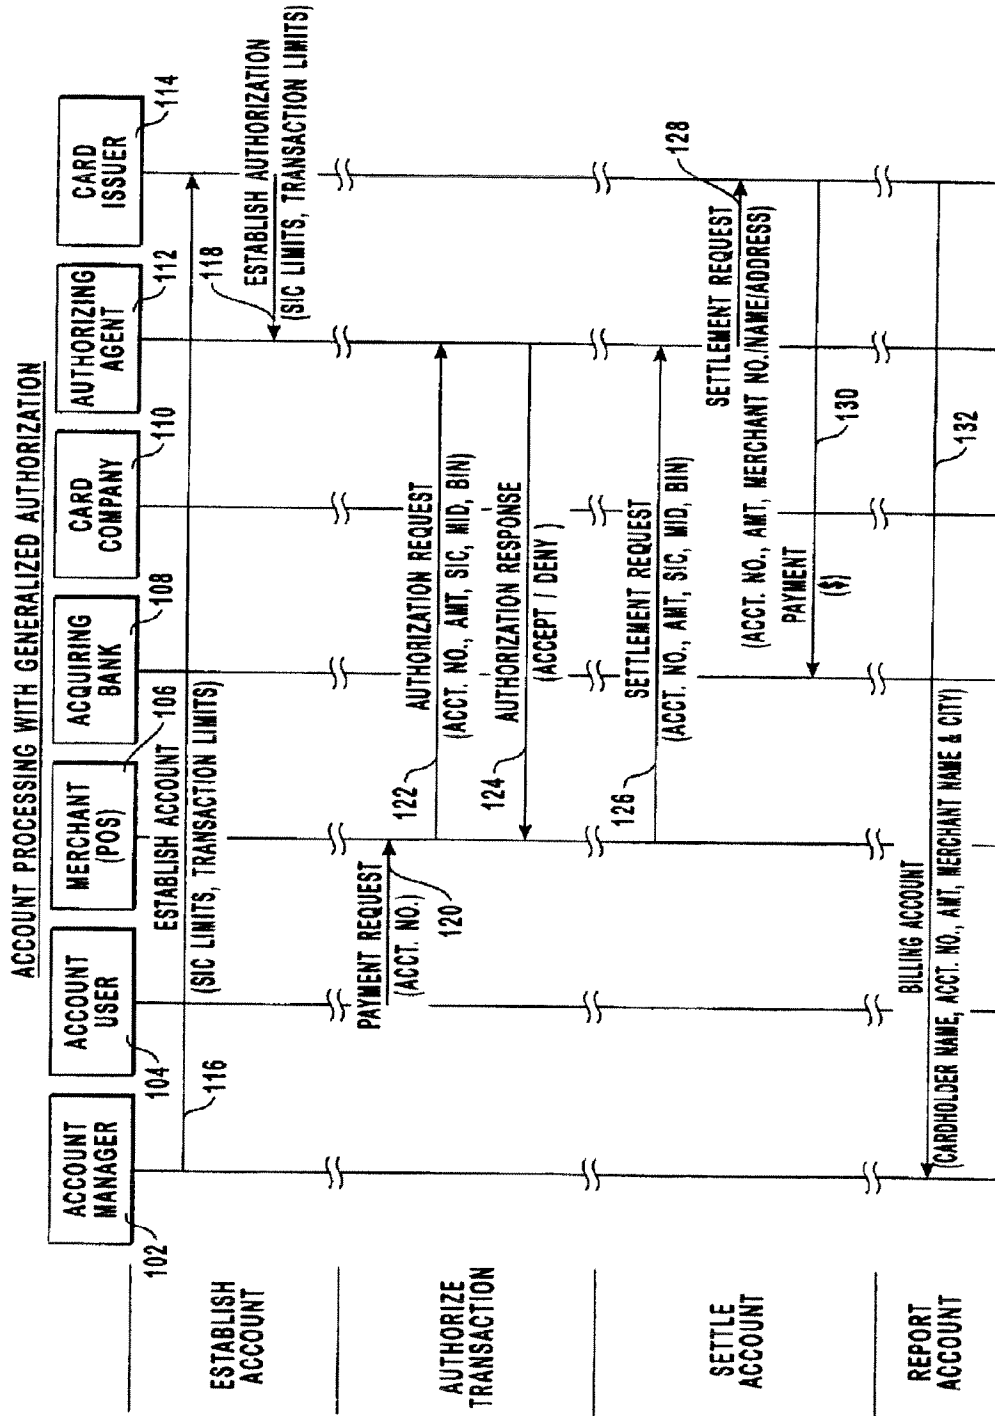 ACCOUNT PROCESSING WITH GENERALIZED AUTHORIZATION
ACCOUNT
MANAGER
102
ACCOUNT
USER
104
MERCHANT
(POS)
106
ACQUIRING
BANK
108
CARD
COMPANY
110
AUTHORIZING
AGENT
112
CARD
ISSUER
114
ESTABLISH
ACCOUNT
ESTABLISH ACCOUNT
(SIC LIMITS, TRANSACTION LIMITS)
116
118
ESTABLISH AUTHORIZATION
(SIC LIMITS, TRANSACTION LIMITS)
AUTHORIZE
TRANSACTION
PAYMENT REQUEST
(ACCT. NO.)
120
122
AUTHORIZATION REQUEST
(ACCT. NO., AMT, SIC, MID, BIN)
124
AUTHORIZATION RESPONSE
(ACCEPT / DENY )
SETTLE
ACCOUNT
126
SETTLEMENT REQUEST
(ACCT. NO., AMT, SIC, MID, BIN)
SETTLEMENT REQUEST
128
(ACCT. NO., AMT, MERCHANT NO./NAME/ADDRESS)
PAYMENT
($)
130
REPORT
ACCOUNT
BILLING ACCOUNT
132
(CARDHOLDER NAME, ACCT. NO., AMT, MERCHANT NAME & CITY)